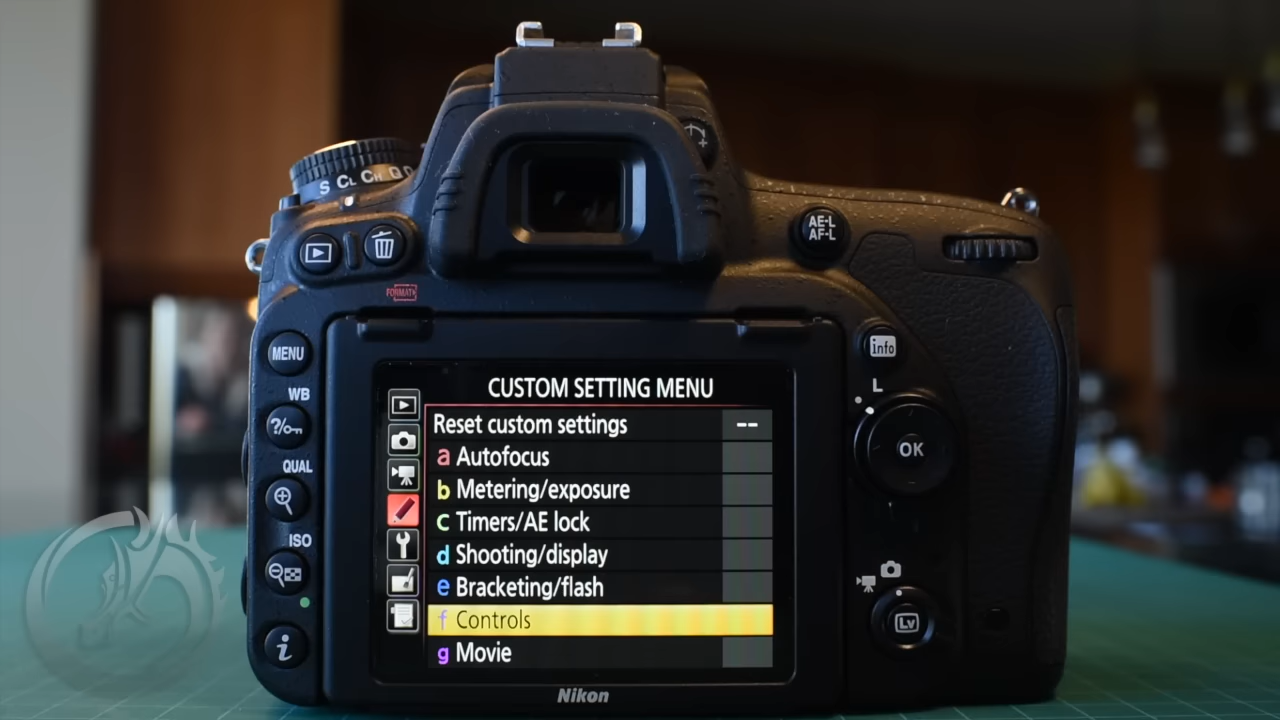 S CL CH Q
AE-L
AF-L
FORMAT
MENU
info
WB
L
?
OK
QUAL
ISO
i
Lv
CUSTOM SETTING MENU
Reset custom settings --
a Autofocus
b Metering/exposure
c Timers/AE lock
d Shooting/display
e Bracketing/flash
f Controls
g Movie
Nikon